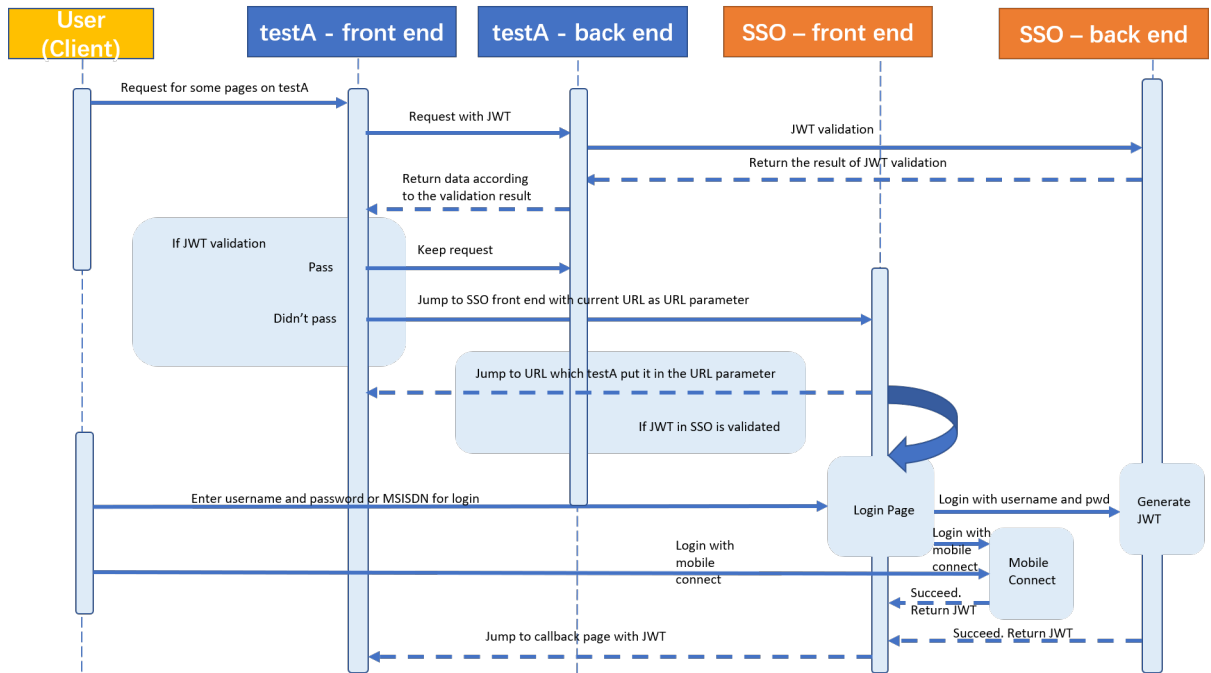 User
(Client)
testA - front end
testA - back end
SSO – front end
SSO – back end
Request for some pages on testA
Request with JWT
JWT validation
Return the result of JWT validation
Return data according
to the validation result
If JWT validation
Keep request
Pass
Jump to SSO front end with current URL as URL parameter
Didn't pass
Jump to URL which testA put it in the URL parameter
If JWT in SSO is validated
Enter username and password or MSISDN for login
Login Page
Login with username and pwd
Generate
JWT
Login with
mobile
connect
Login with
mobile
connect
Mobile
Connect
Succeed.
Return JWT
Succeed. Return JWT
Jump to callback page with JWT